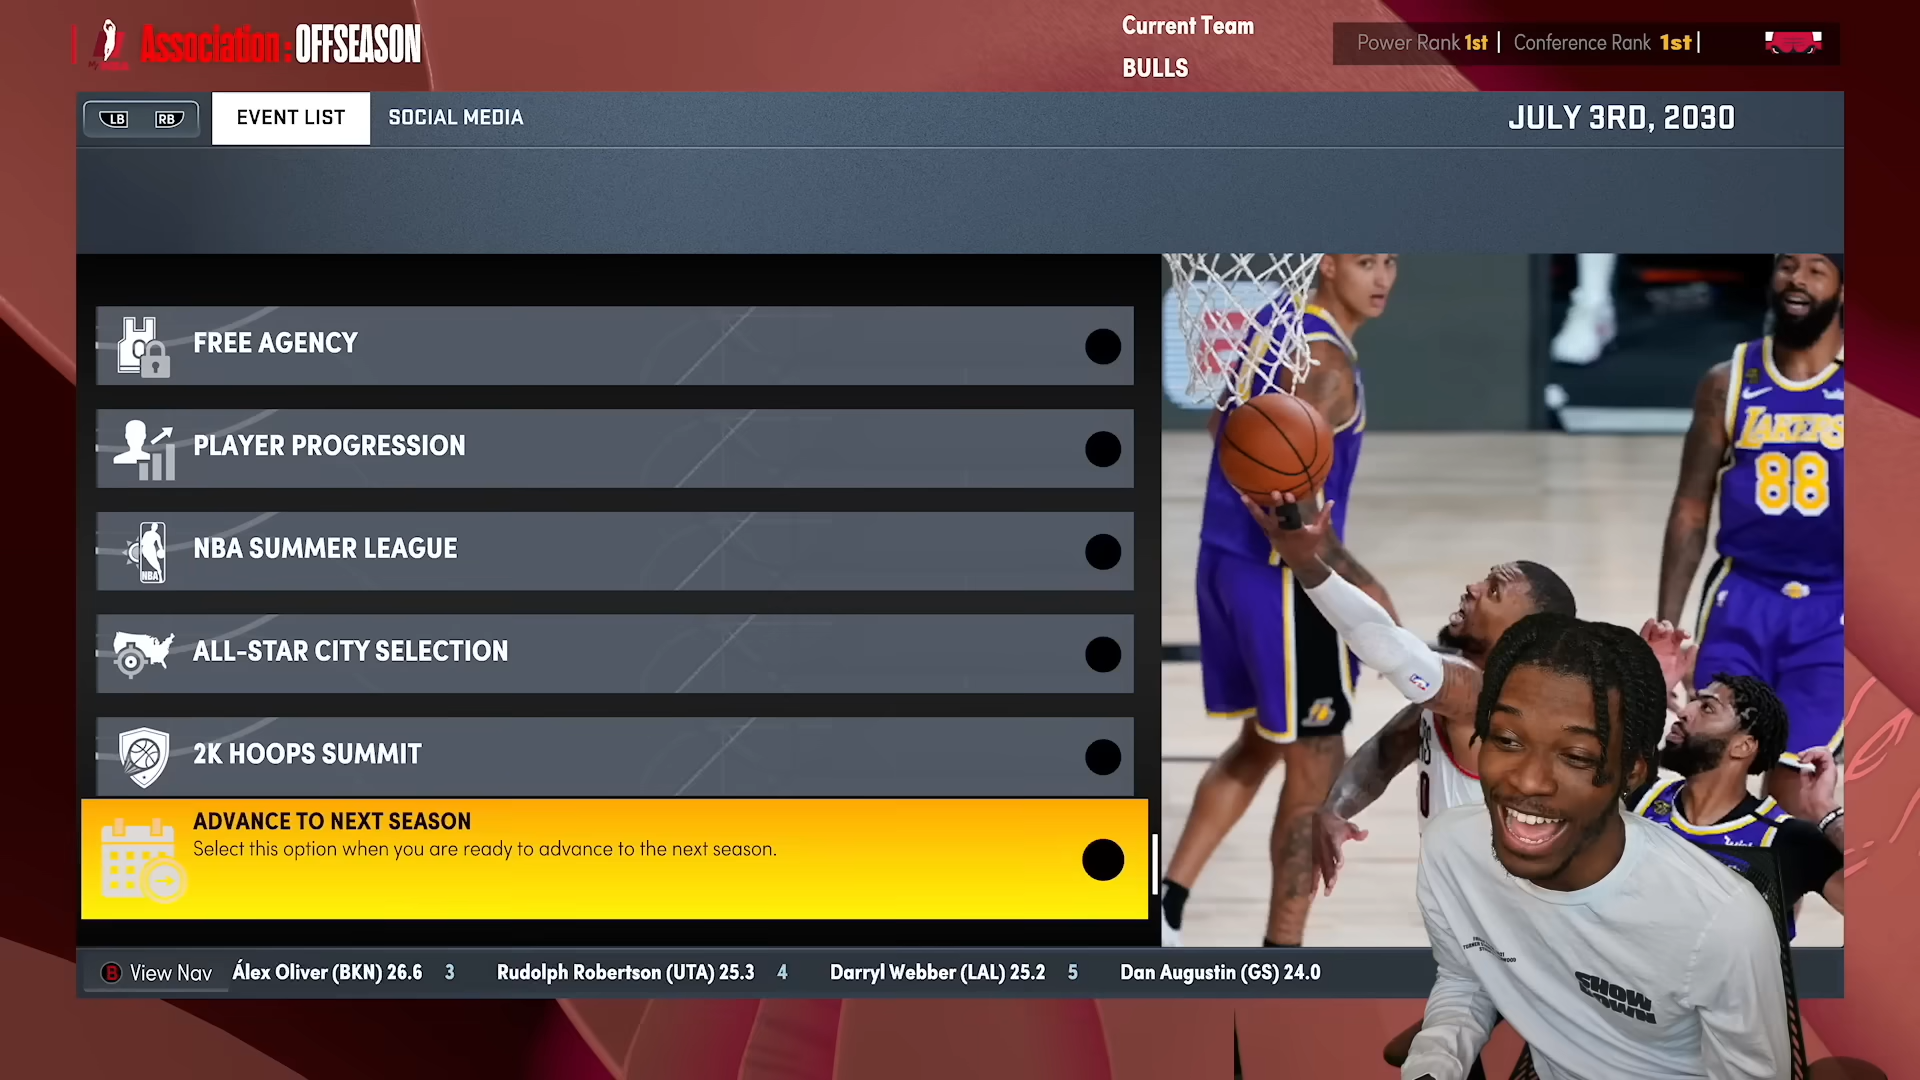 Association : OFFSEASON
Current Team
BULLS
Power Rank 1st | Conference Rank 1st |
LB RB EVENT LIST SOCIAL MEDIA
JULY 3RD, 2030
FREE AGENCY
PLAYER PROGRESSION
NBA SUMMER LEAGUE
NBA
ALL-STAR CITY SELECTION
2K HOOPS SUMMIT
ADVANCE TO NEXT SEASON
Select this option when you are ready to advance to the next season.
LAKERS
88
SHOW
DOWN
B View Nav Álex Oliver (BKN) 26.6 3 Rudolph Robertson (UTA) 25.3 4 Darryl Webber (LAL) 25.2 5 Dan Augustin (GS) 24.0